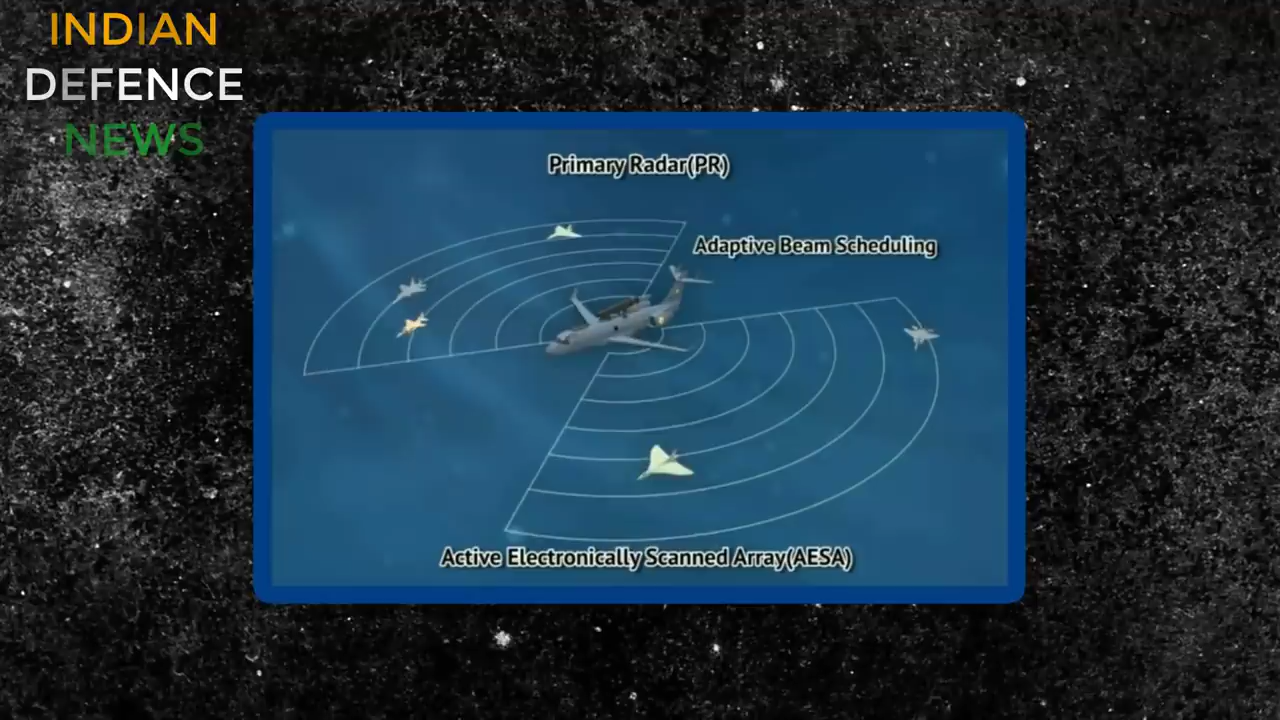 INDIAN
DEFENCE
NEWS
Primary Radar(PR)
Adaptive Beam Scheduling
Active Electronically Scanned Array(AESA)